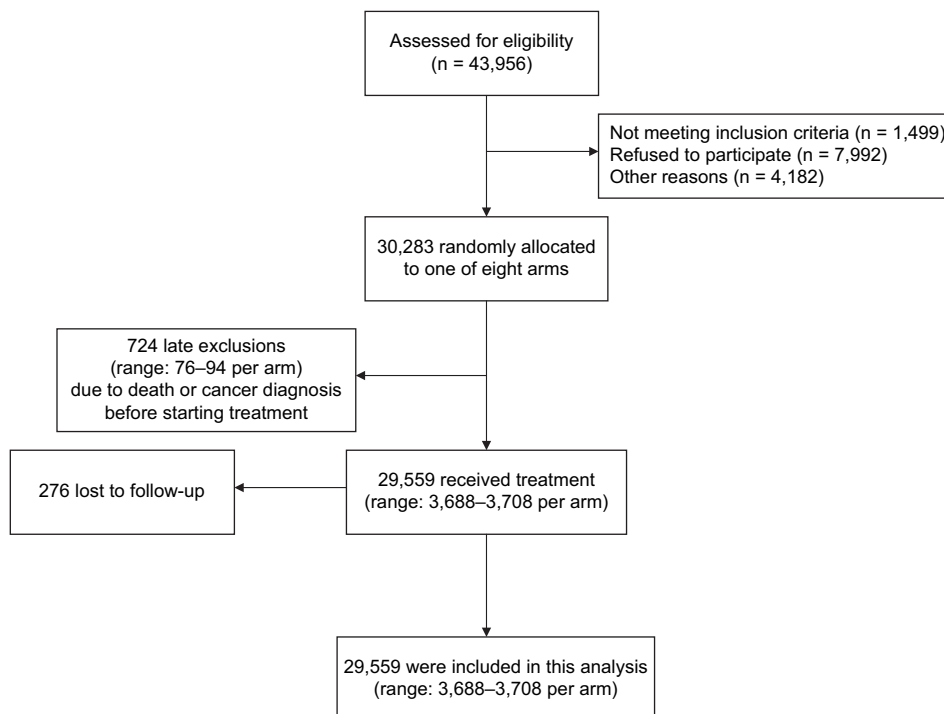 Assessed for eligibility
(n = 43,956)
Not meeting inclusion criteria (n = 1,499)
Refused to participate (n = 7,992)
Other reasons (n = 4,182)
30,283 randomly allocated
to one of eight arms
724 late exclusions
(range: 76–94 per arm)
due to death or cancer diagnosis
before starting treatment
276 lost to follow-up
29,559 received treatment
(range: 3,688–3,708 per arm)
29,559 were included in this analysis
(range: 3,688–3,708 per arm)